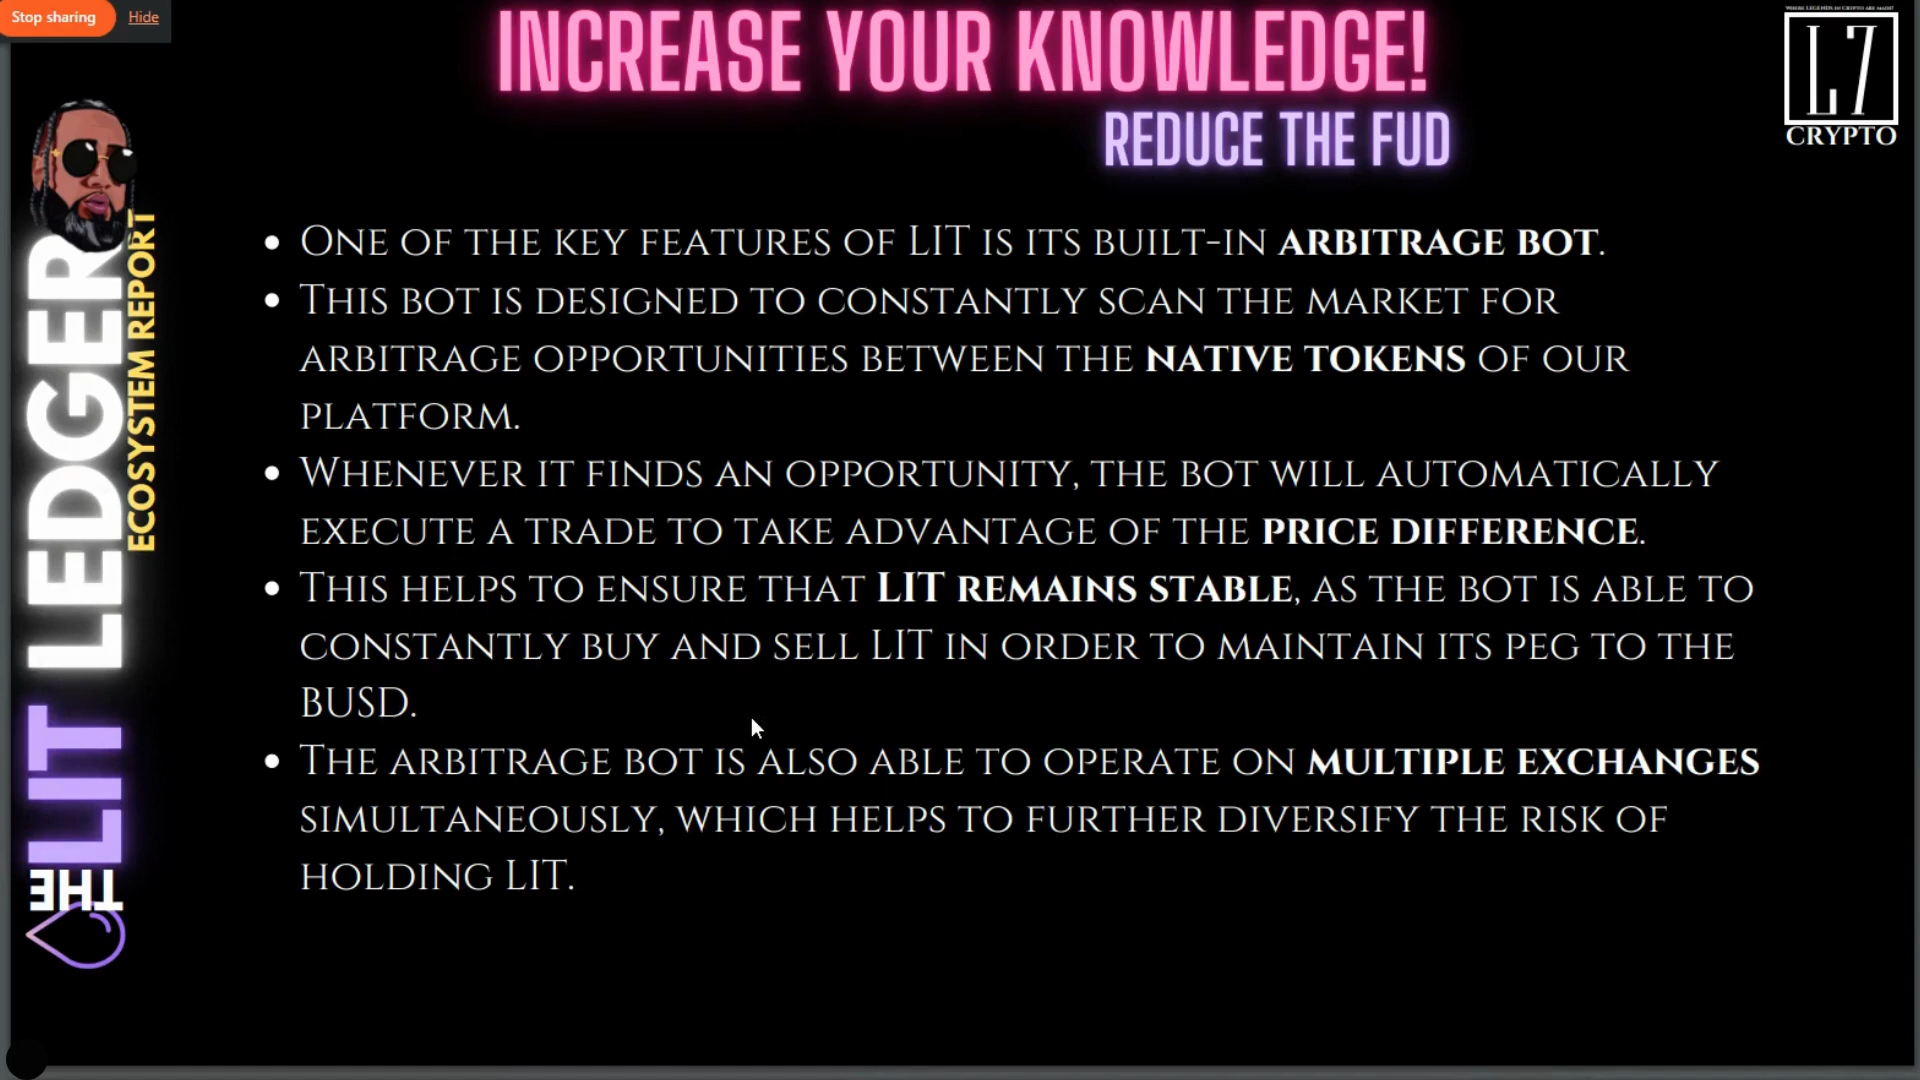 Stop sharing Hide
INCREASE YOUR KNOWLEDGE!
REDUCE THE FUD
L7
CRYPTO
THE LIT LEDGER
ECOSYSTEM REPORT
• ONE OF THE KEY FEATURES OF LIT IS ITS BUILT-IN ARBITRAGE BOT.
• THIS BOT IS DESIGNED TO CONSTANTLY SCAN THE MARKET FOR
ARBITRAGE OPPORTUNITIES BETWEEN THE NATIVE TOKENS OF OUR
PLATFORM.
• WHENEVER IT FINDS AN OPPORTUNITY, THE BOT WILL AUTOMATICALLY
EXECUTE A TRADE TO TAKE ADVANTAGE OF THE PRICE DIFFERENCE.
• THIS HELPS TO ENSURE THAT LIT REMAINS STABLE, AS THE BOT IS ABLE TO
CONSTANTLY BUY AND SELL LIT IN ORDER TO MAINTAIN ITS PEG TO THE
BUSD.
• THE ARBITRAGE BOT IS ALSO ABLE TO OPERATE ON MULTIPLE EXCHANGES
SIMULTANEOUSLY, WHICH HELPS TO FURTHER DIVERSIFY THE RISK OF
HOLDING LIT.